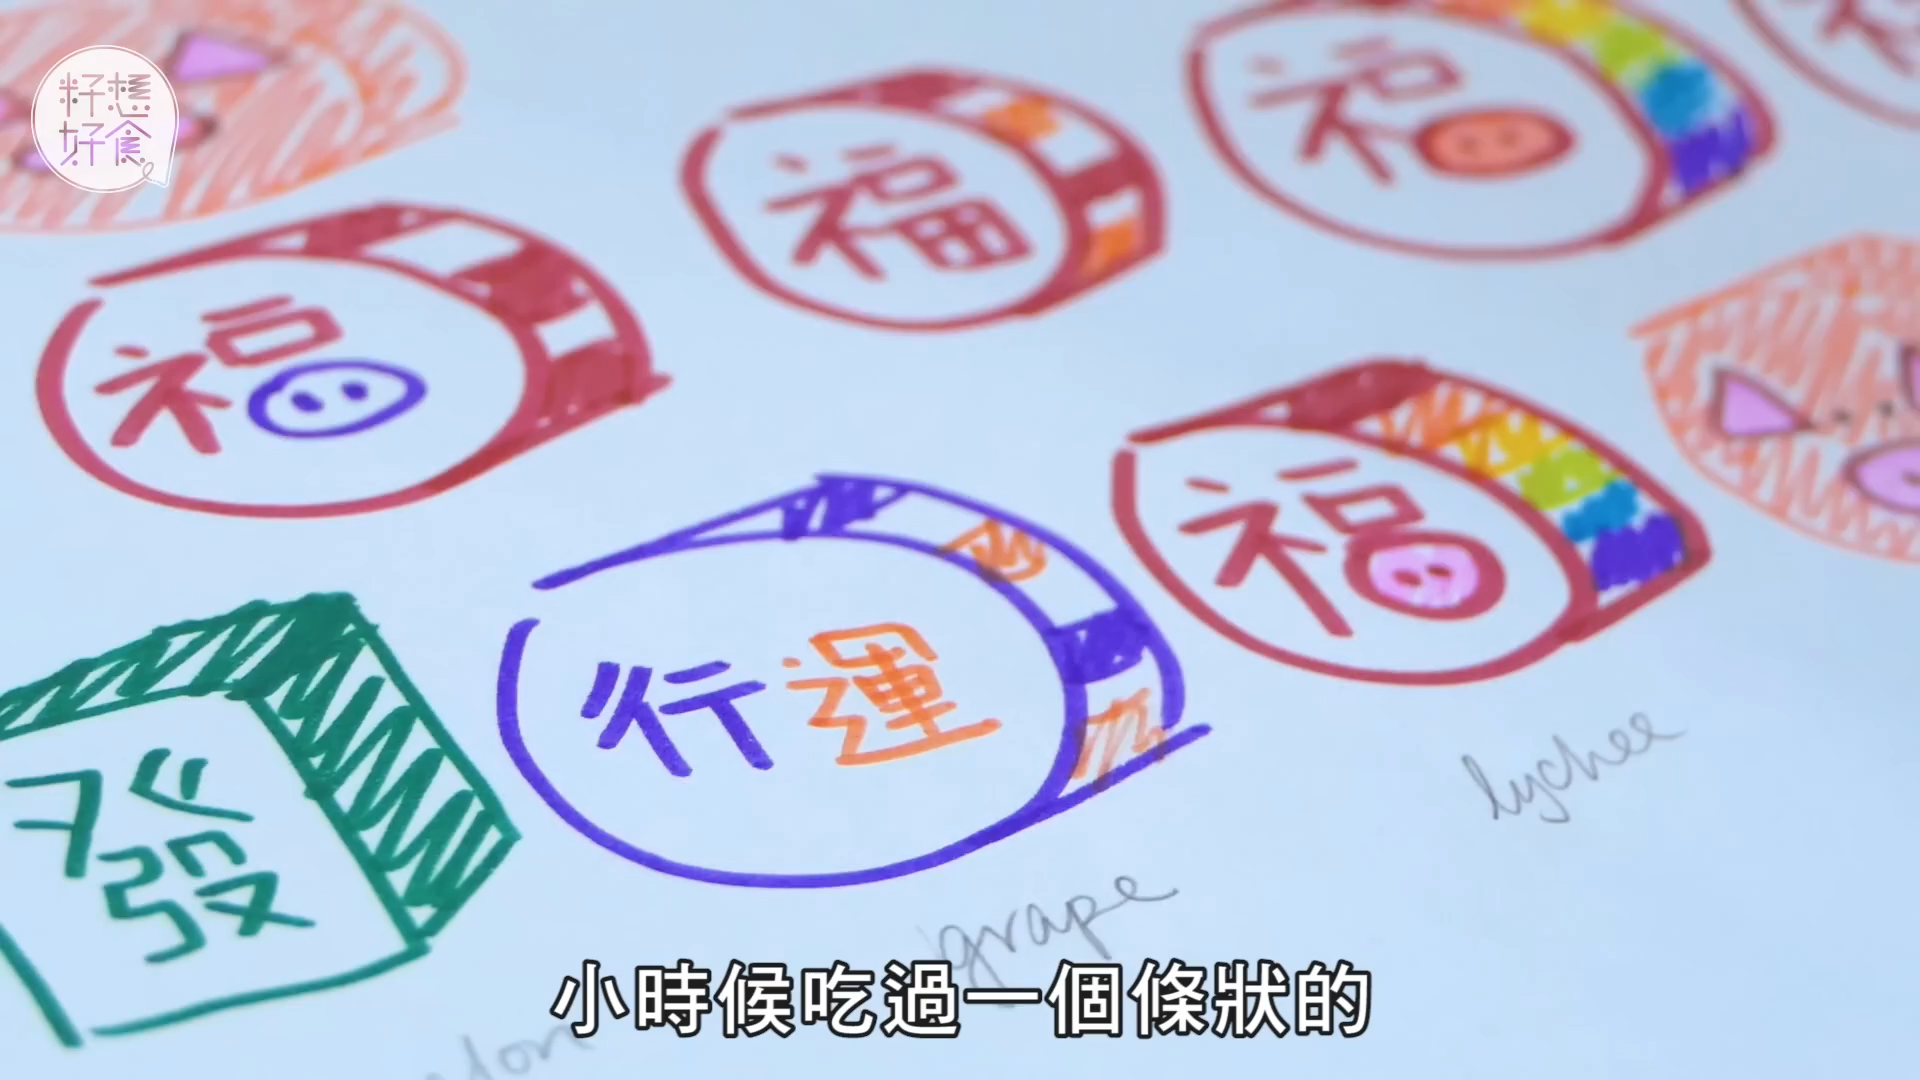 籽想
好食
福
福
福
福
行運
發
lychee
grape
小時候吃過一個條狀的